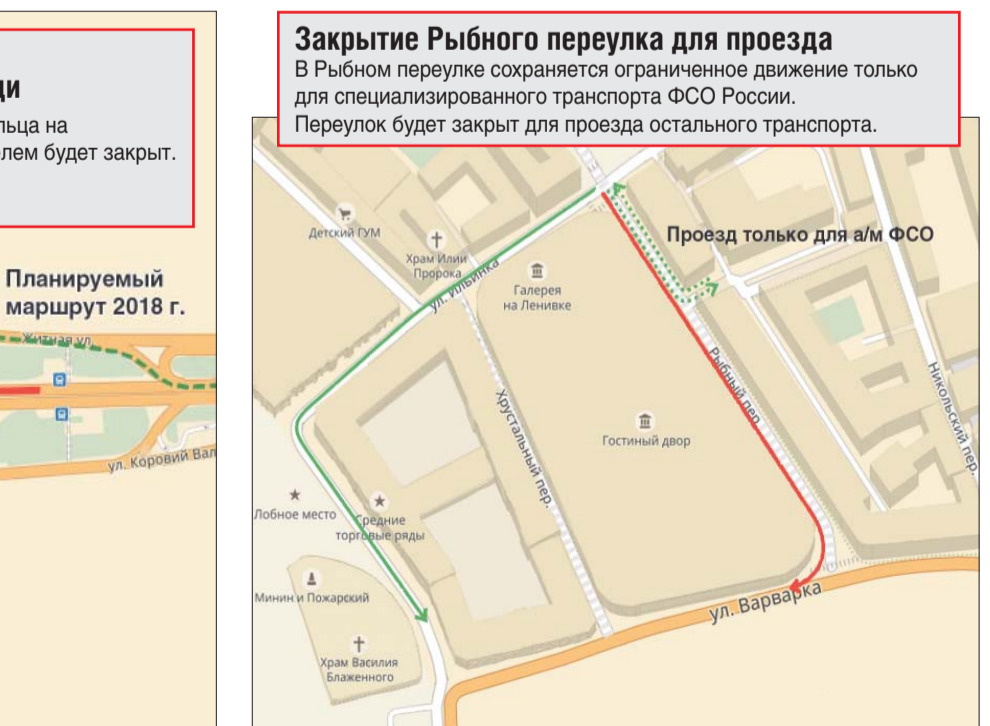 ди
льца на
елем будет закрыт.
Планируемый
маршрут 2018 г.
Житная ул.
ул. Коровий Вал
Закрытие Рыбного переулка для проезда
В Рыбном переулке сохраняется ограниченное движение только
для специализированного транспорта ФСО России.
Переулок будет закрыт для проезда остального транспорта.
Проезд только для а/м ФСО
Детский ГУМ
Храм Илии
Пророка
ул. Ильинка
Галерея
на Ленивке
Рыбный пер.
Никольский пер.
Хрустальный пер.
Гостиный двор
Лобное место
Средние
торговые ряды
Минин и Пожарский
ул. Варварка
Храм Василия
Блаженного